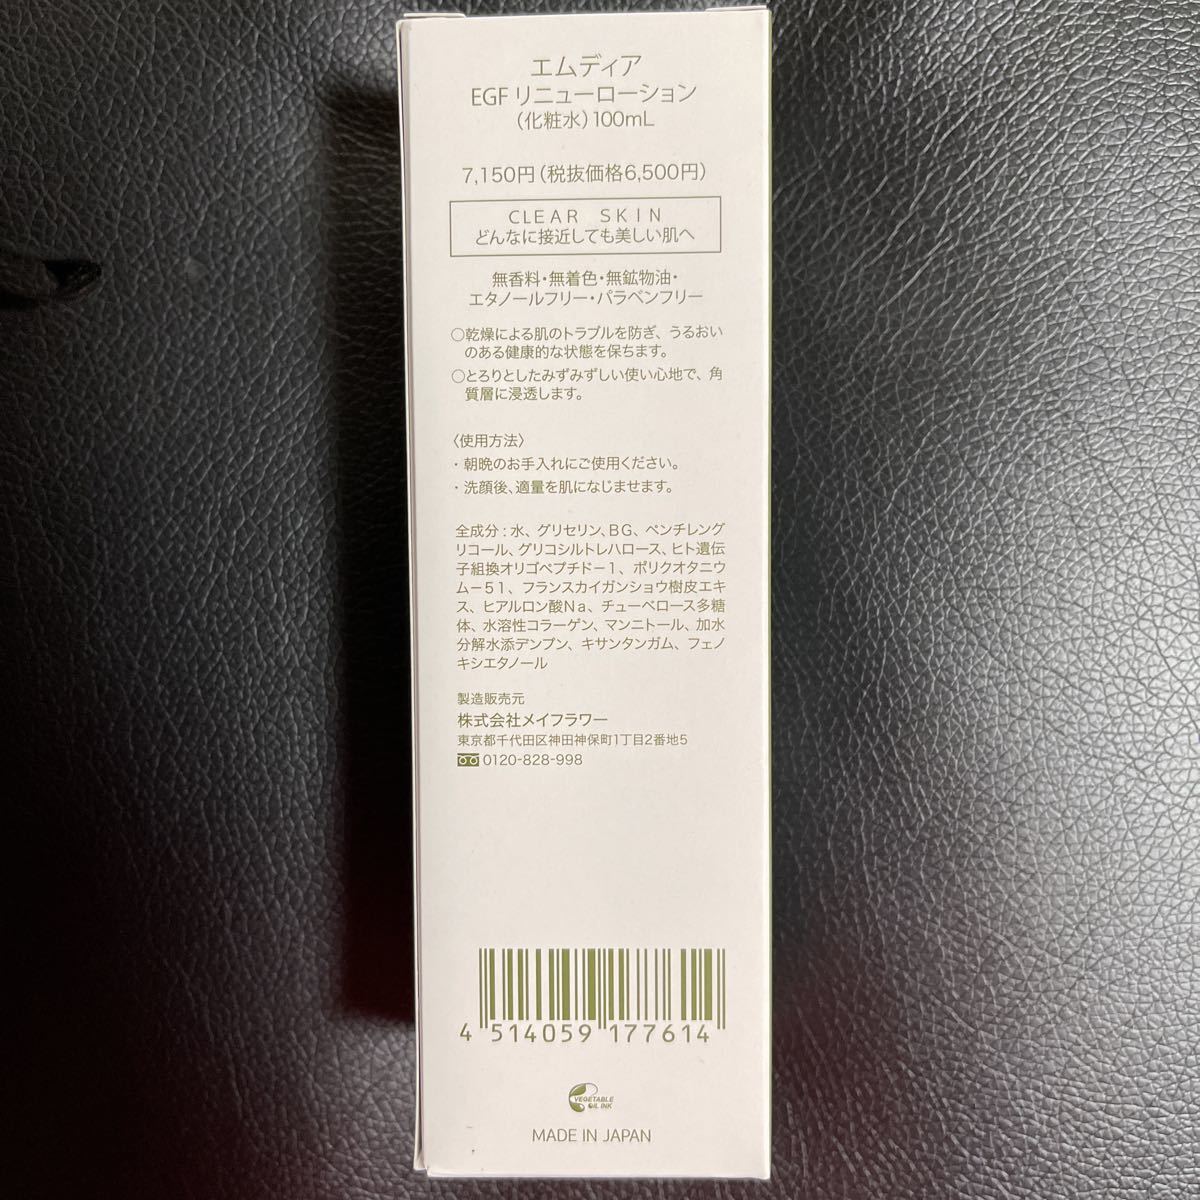 エムディア
EGF リニューローション
(化粧水)100mL
7,150円(税抜価格6,500円)
CLEAR SKIN
どんなに接近しても美しい肌へ
無香料・無着色・無鉱物油・
エタノールフリー・パラベンフリー
○乾燥による肌のトラブルを防ぎ、うるおい
のある健康的な状態を保ちます。
○とろりとしたみずみずしい使い心地で、角
質層に浸透します。
〈使用方法〉
・朝晩のお手入れにご使用ください。
・洗顔後、適量を肌になじませます。
全成分:水、グリセリン、BG、ペンチレング
リコール、グリコシルトレハロース、ヒト遺伝
子組換オリゴペプチド-1、ポリクオタニウ
ム-51、フランスカイガンショウ樹皮エキ
ス、ヒアルロン酸Na、チューベロース多糖
体、水溶性コラーゲン、マンニトール、加水
分解水添デンプン、キサンタンガム、フェノ
キシエタノール
製造販売元
株式会社メイフラワー
東京都千代田区神田神保町1丁目2番地5
0120-828-998
4 514059 177614
VEGETABLE
OIL INK
MADE IN JAPAN